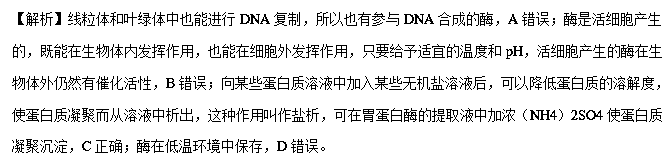 【解析】线粒体和叶绿体中也能进行 DNA 复制，所以也有参与 DNA 合成的酶，A 错误；酶是活细胞产生
的，既能在生物体内发挥作用，也能在细胞外发挥作用，只要给予适宜的温度和 pH，活细胞产生的酶在生
物体外仍然有催化活性，B 错误；向某些蛋白质溶液中加入某些无机盐溶液后，可以降低蛋白质的溶解度，
使蛋白质凝聚而从溶液中析出，这种作用叫作盐析，可在胃蛋白酶的提取液中加浓（NH4）2SO4 使蛋白质
凝聚沉淀，C 正确；酶在低温环境中保存，D 错误。